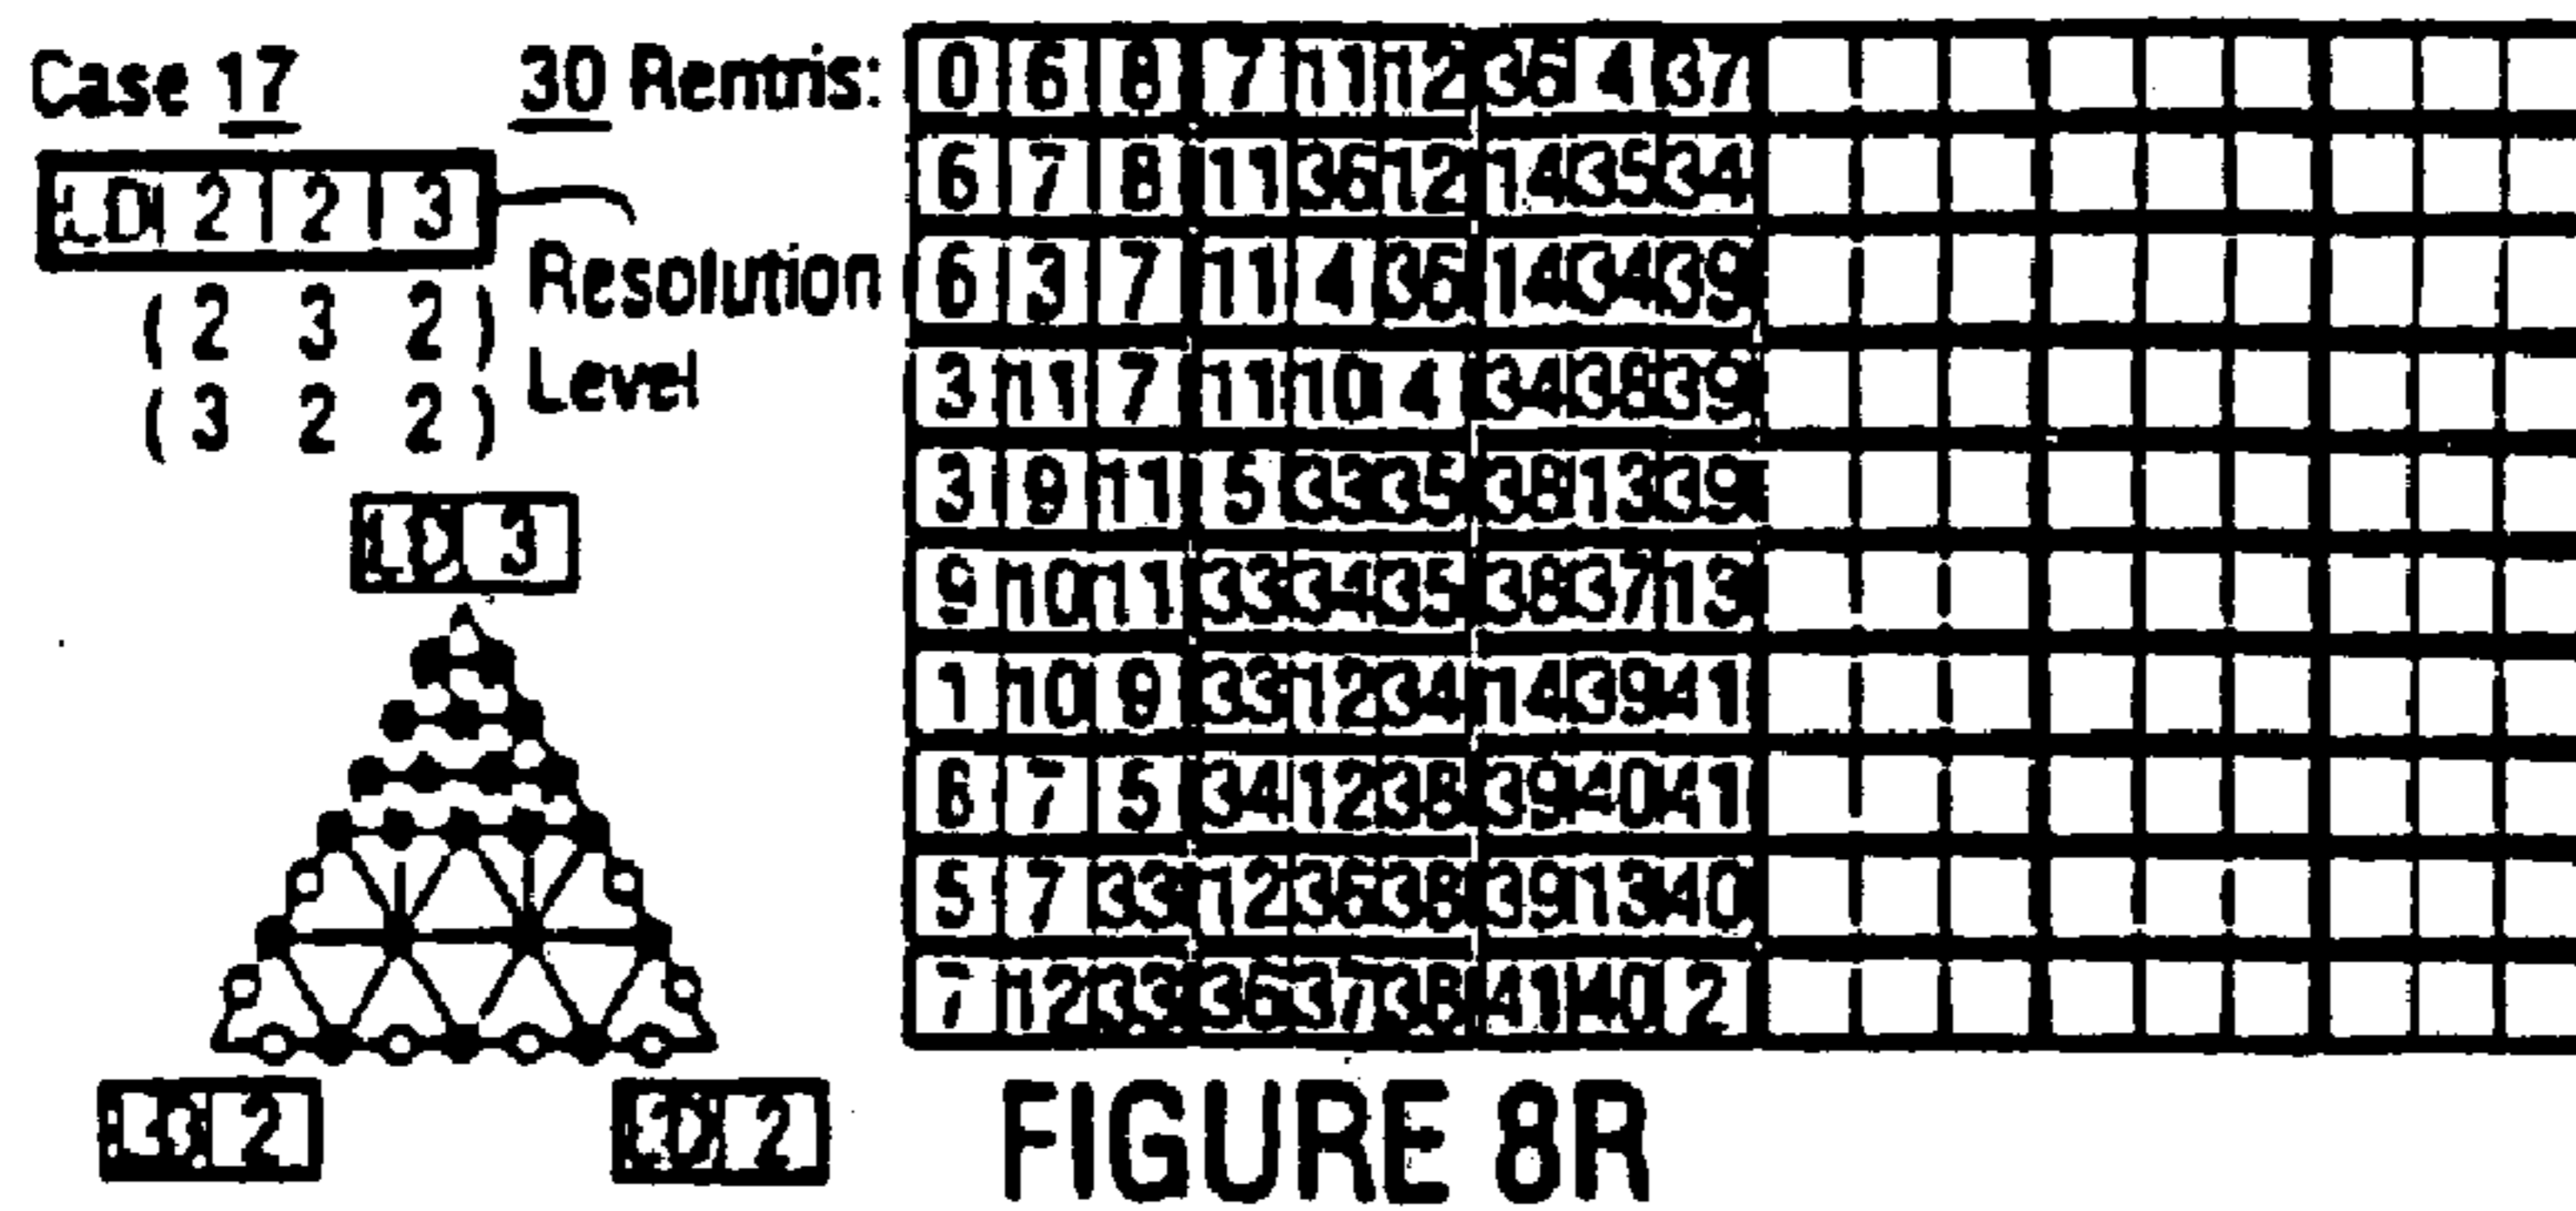 Case 17 30 Rentris:
LD 2 2 3
( 2 3 2 )
( 3 2 2 )
Resolution
Level
LD 3
2
2
0 6 8 7 11 12 36 4 37
6 7 8 11 36 12 14 35 34
6 3 7 11 4 36 14 34 39
3 11 7 11 10 4 34 38 39
3 9 11 5 33 35 38 13 39
9 10 11 33 34 35 38 37 13
1 10 9 33 12 34 14 39 41
6 7 5 34 12 38 39 40 41
5 7 33 12 36 38 39 13 40
7 12 33 36 37 38 41 40 2
FIGURE 8R